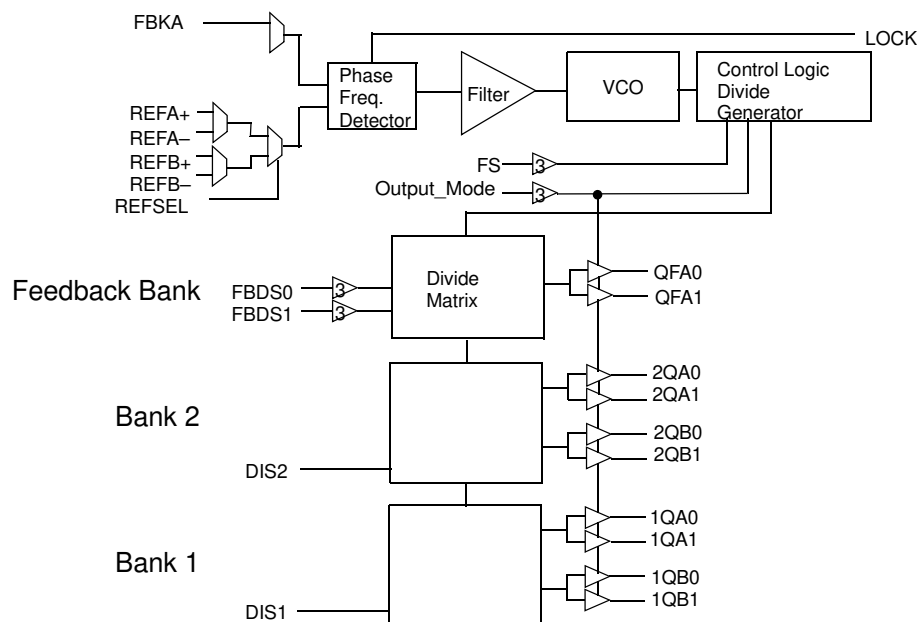 FBKA
LOCK
Phase
Freq.
Detector
Filter
VCO
Control Logic
Divide
Generator
REFA+
REFA–
REFB+
REFB–
REFSEL
FS
3
Output_Mode
3
Feedback Bank
FBDS0
3
FBDS1
3
Divide
Matrix
QFA0
QFA1
Bank 2
DIS2
2QA0
2QA1
2QB0
2QB1
Bank 1
DIS1
1QA0
1QA1
1QB0
1QB1